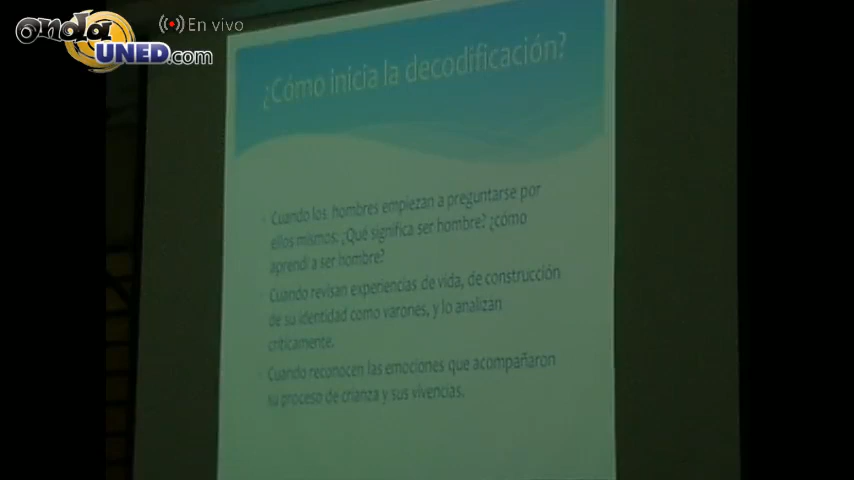 onda
UNED.com
En vivo
¿Cómo inicia la decodificación?
Cuando los hombres empiezan a preguntarse por
ellos mismos: ¿Qué significa ser hombre? ¿cómo
aprendí a ser hombre?
Cuando revisan experiencias de vida, de construcción
de su identidad como varones, y lo analizan
críticamente.
Cuando reconocen las emociones que acompañaron
su proceso de crianza y sus vivencias.